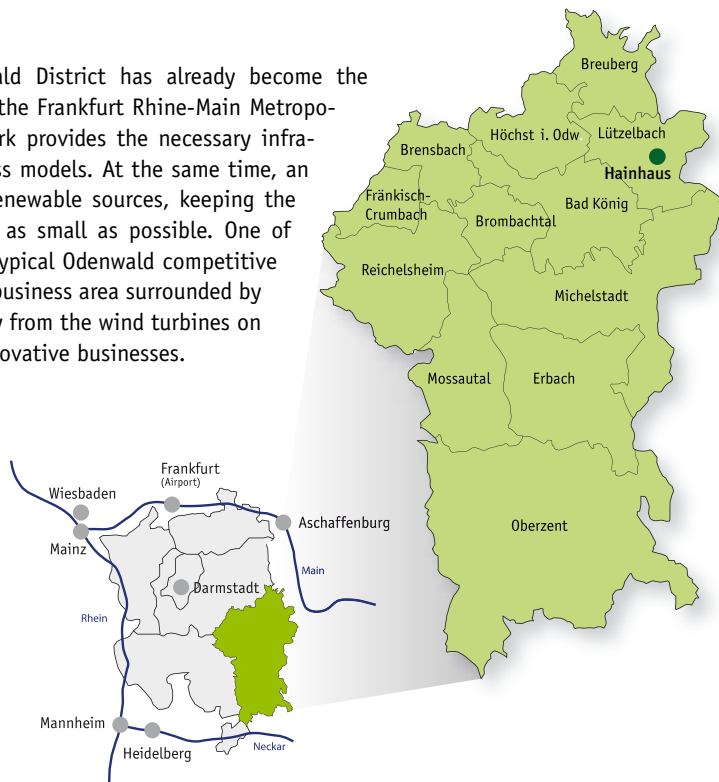 ald District has already become the
the Frankfurt Rhine-Main Metropo-
rk provides the necessary infra-
ss models. At the same time, an
enewable sources, keeping the
as small as possible. One of
ypical Odenwald competitive
business area surrounded by
y from the wind turbines on
ovative businesses.
Breuberg
Höchst i. Odw
Lützelbach
Brensbach
Hainhaus
Fränkisch-
Crumbach
Bad König
Brombachtal
Reichelsheim
Michelstadt
Mossautal
Erbach
Oberzent
Frankfurt
(Airport)
Wiesbaden
Aschaffenburg
Mainz
Main
Darmstadt
Rhein
Mannheim
Heidelberg
Neckar